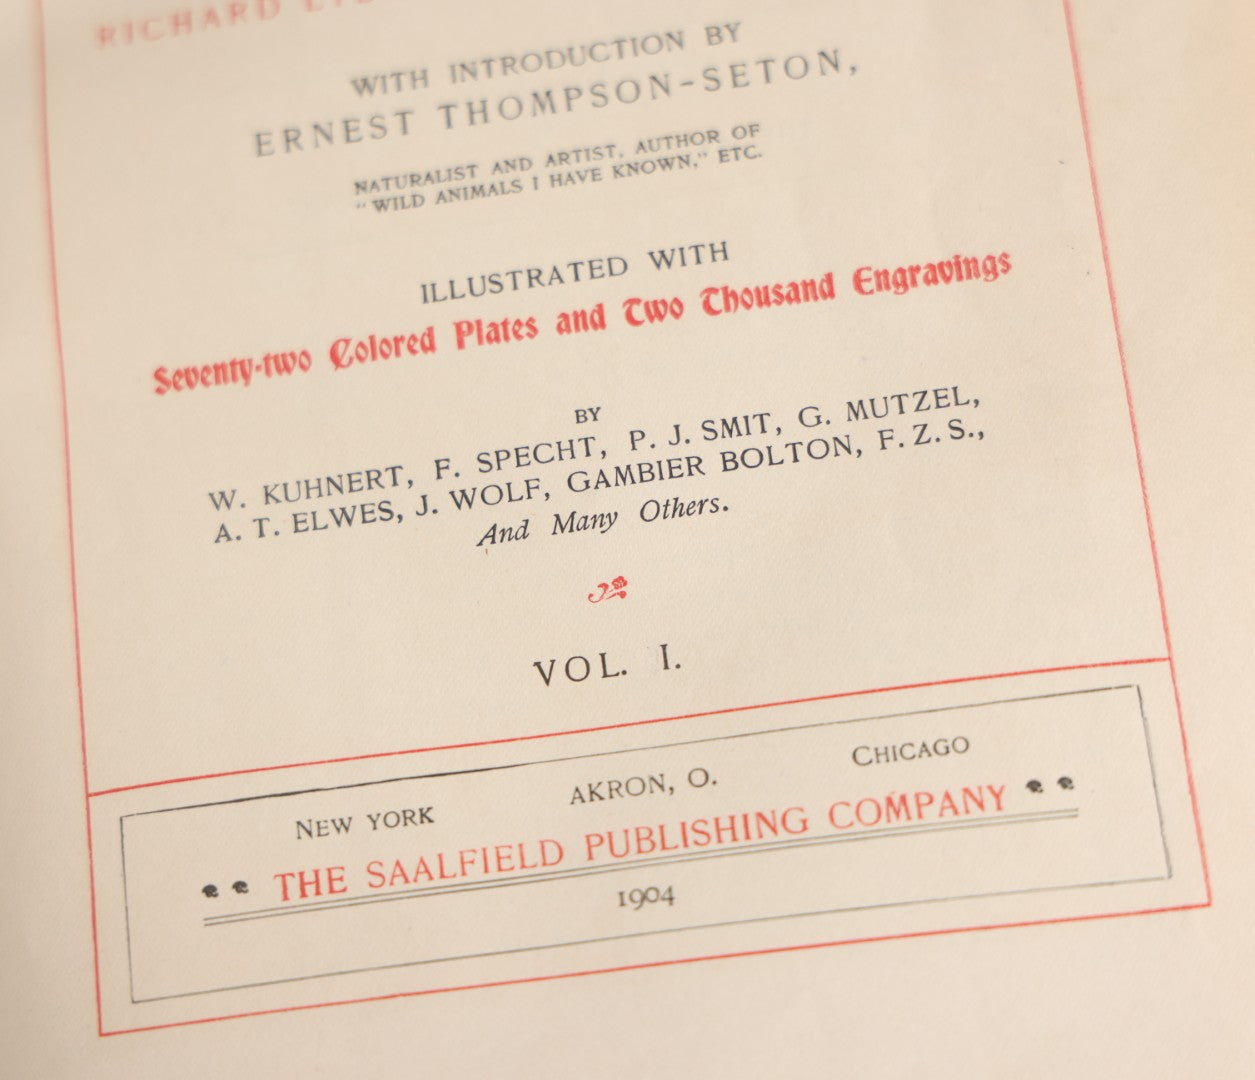 RICHARD
WITH INTRODUCTION BY
ERNEST THOMPSON-SETON,
NATURALIST AND ARTIST, AUTHOR OF
"WILD ANIMALS I HAVE KNOWN," ETC.
ILLUSTRATED WITH
Seventy-two Colored Plates and Two Thousand Engravings
BY
W. KUHNERT, F. SPECHT, P. J. SMIT, G. MUTZEL,
A. T. ELWES, J. WOLF, GAMBIER BOLTON, F. Z. S.,
And Many Others.
VOL. I.
NEW YORK AKRON, O. CHICAGO
THE SAALFIELD PUBLISHING COMPANY
1904